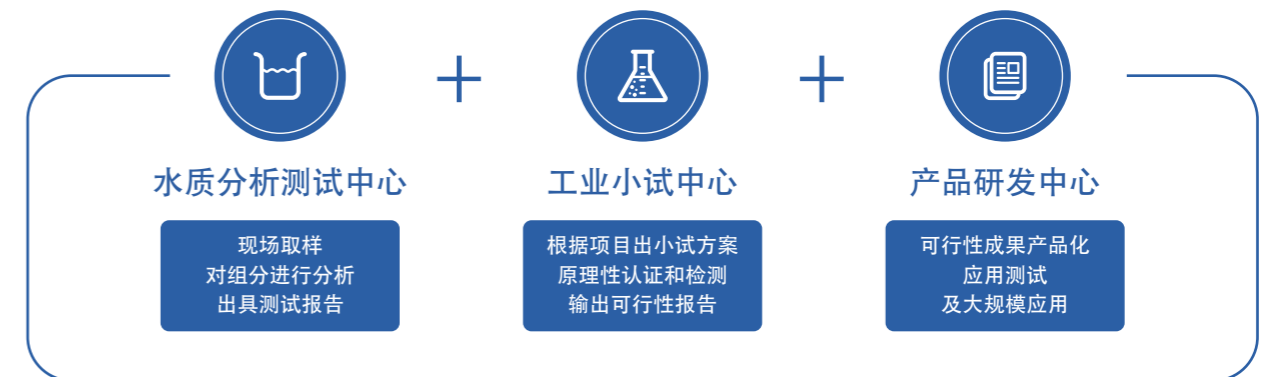 水质分析测试中心
现场取样
对组分进行分析
出具测试报告
工业小试中心
根据项目出小试方案
原理性认证和检测
输出可行性报告
产品研发中心
可行性成果产品化
应用测试
及大规模应用